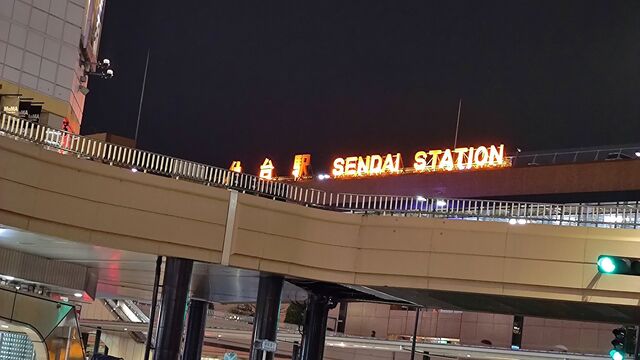 仙台駅 SENDAI STATION